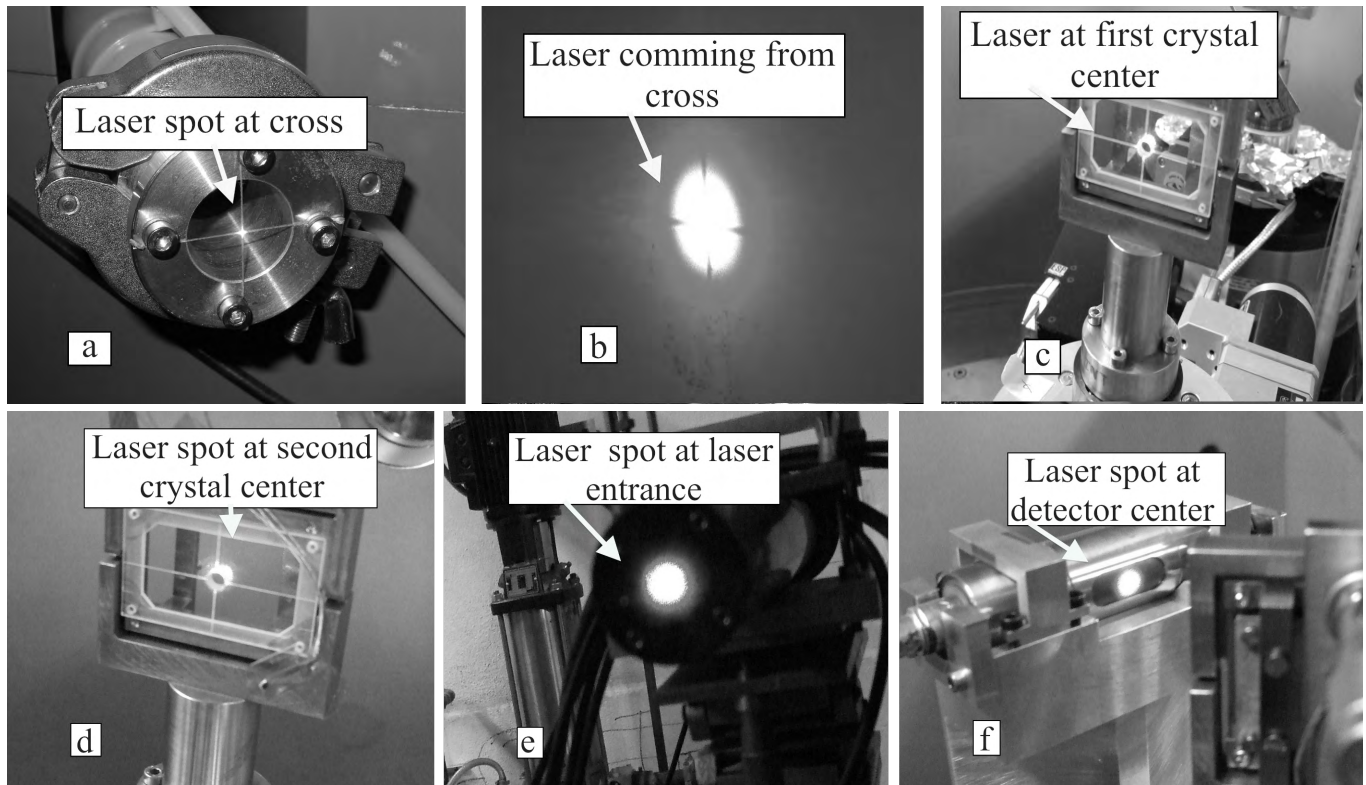 Laser spot at cross
a
Laser comming from
cross
b
Laser at first crystal
center
c
Laser spot at second
crystal center
d
Laser spot at laser
entrance
e
Laser spot at
detector center
f